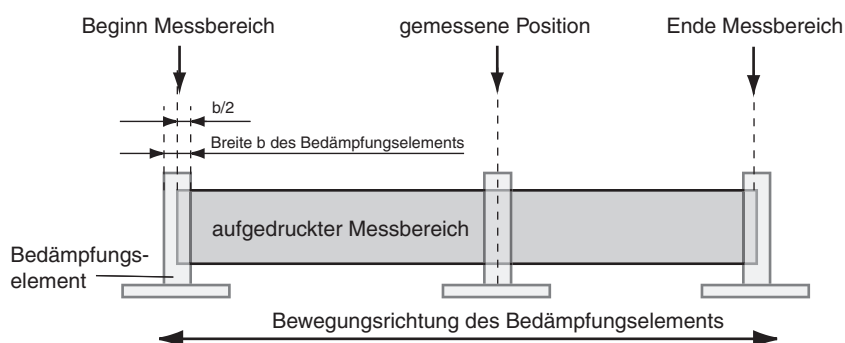 Beginn Messbereich
gemessene Position
Ende Messbereich
b/2
Breite b des Bedämpfungselements
aufgedruckter Messbereich
Bedämpfungs-
element
Bewegungsrichtung des Bedämpfungselements